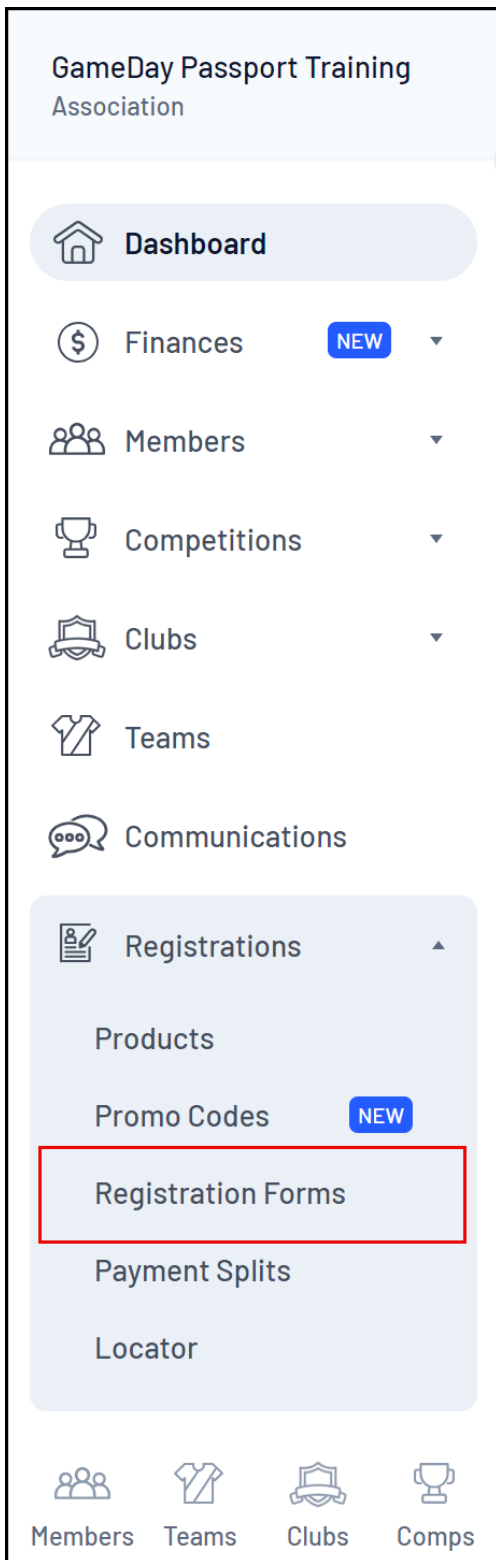 GameDay Passport Training
Association
Dashboard
Finances NEW
Members
Competitions
Clubs
Teams
Communications
Registrations
Products
Promo Codes NEW
Registration Forms
Payment Splits
Locator
Members Teams Clubs Comps